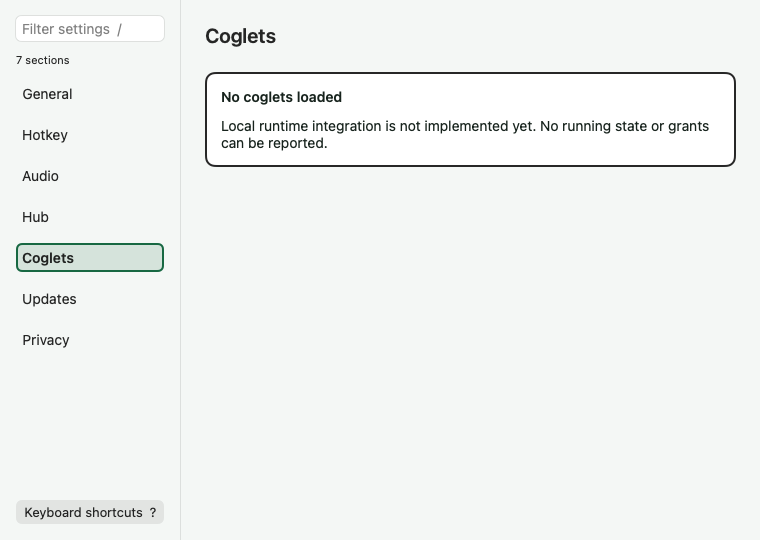 Filter settings /
7 sections
General
Hotkey
Audio
Hub
Coglets
Updates
Privacy
Keyboard shortcuts ?
Coglets
No coglets loaded
Local runtime integration is not implemented yet. No running state or grants
can be reported.